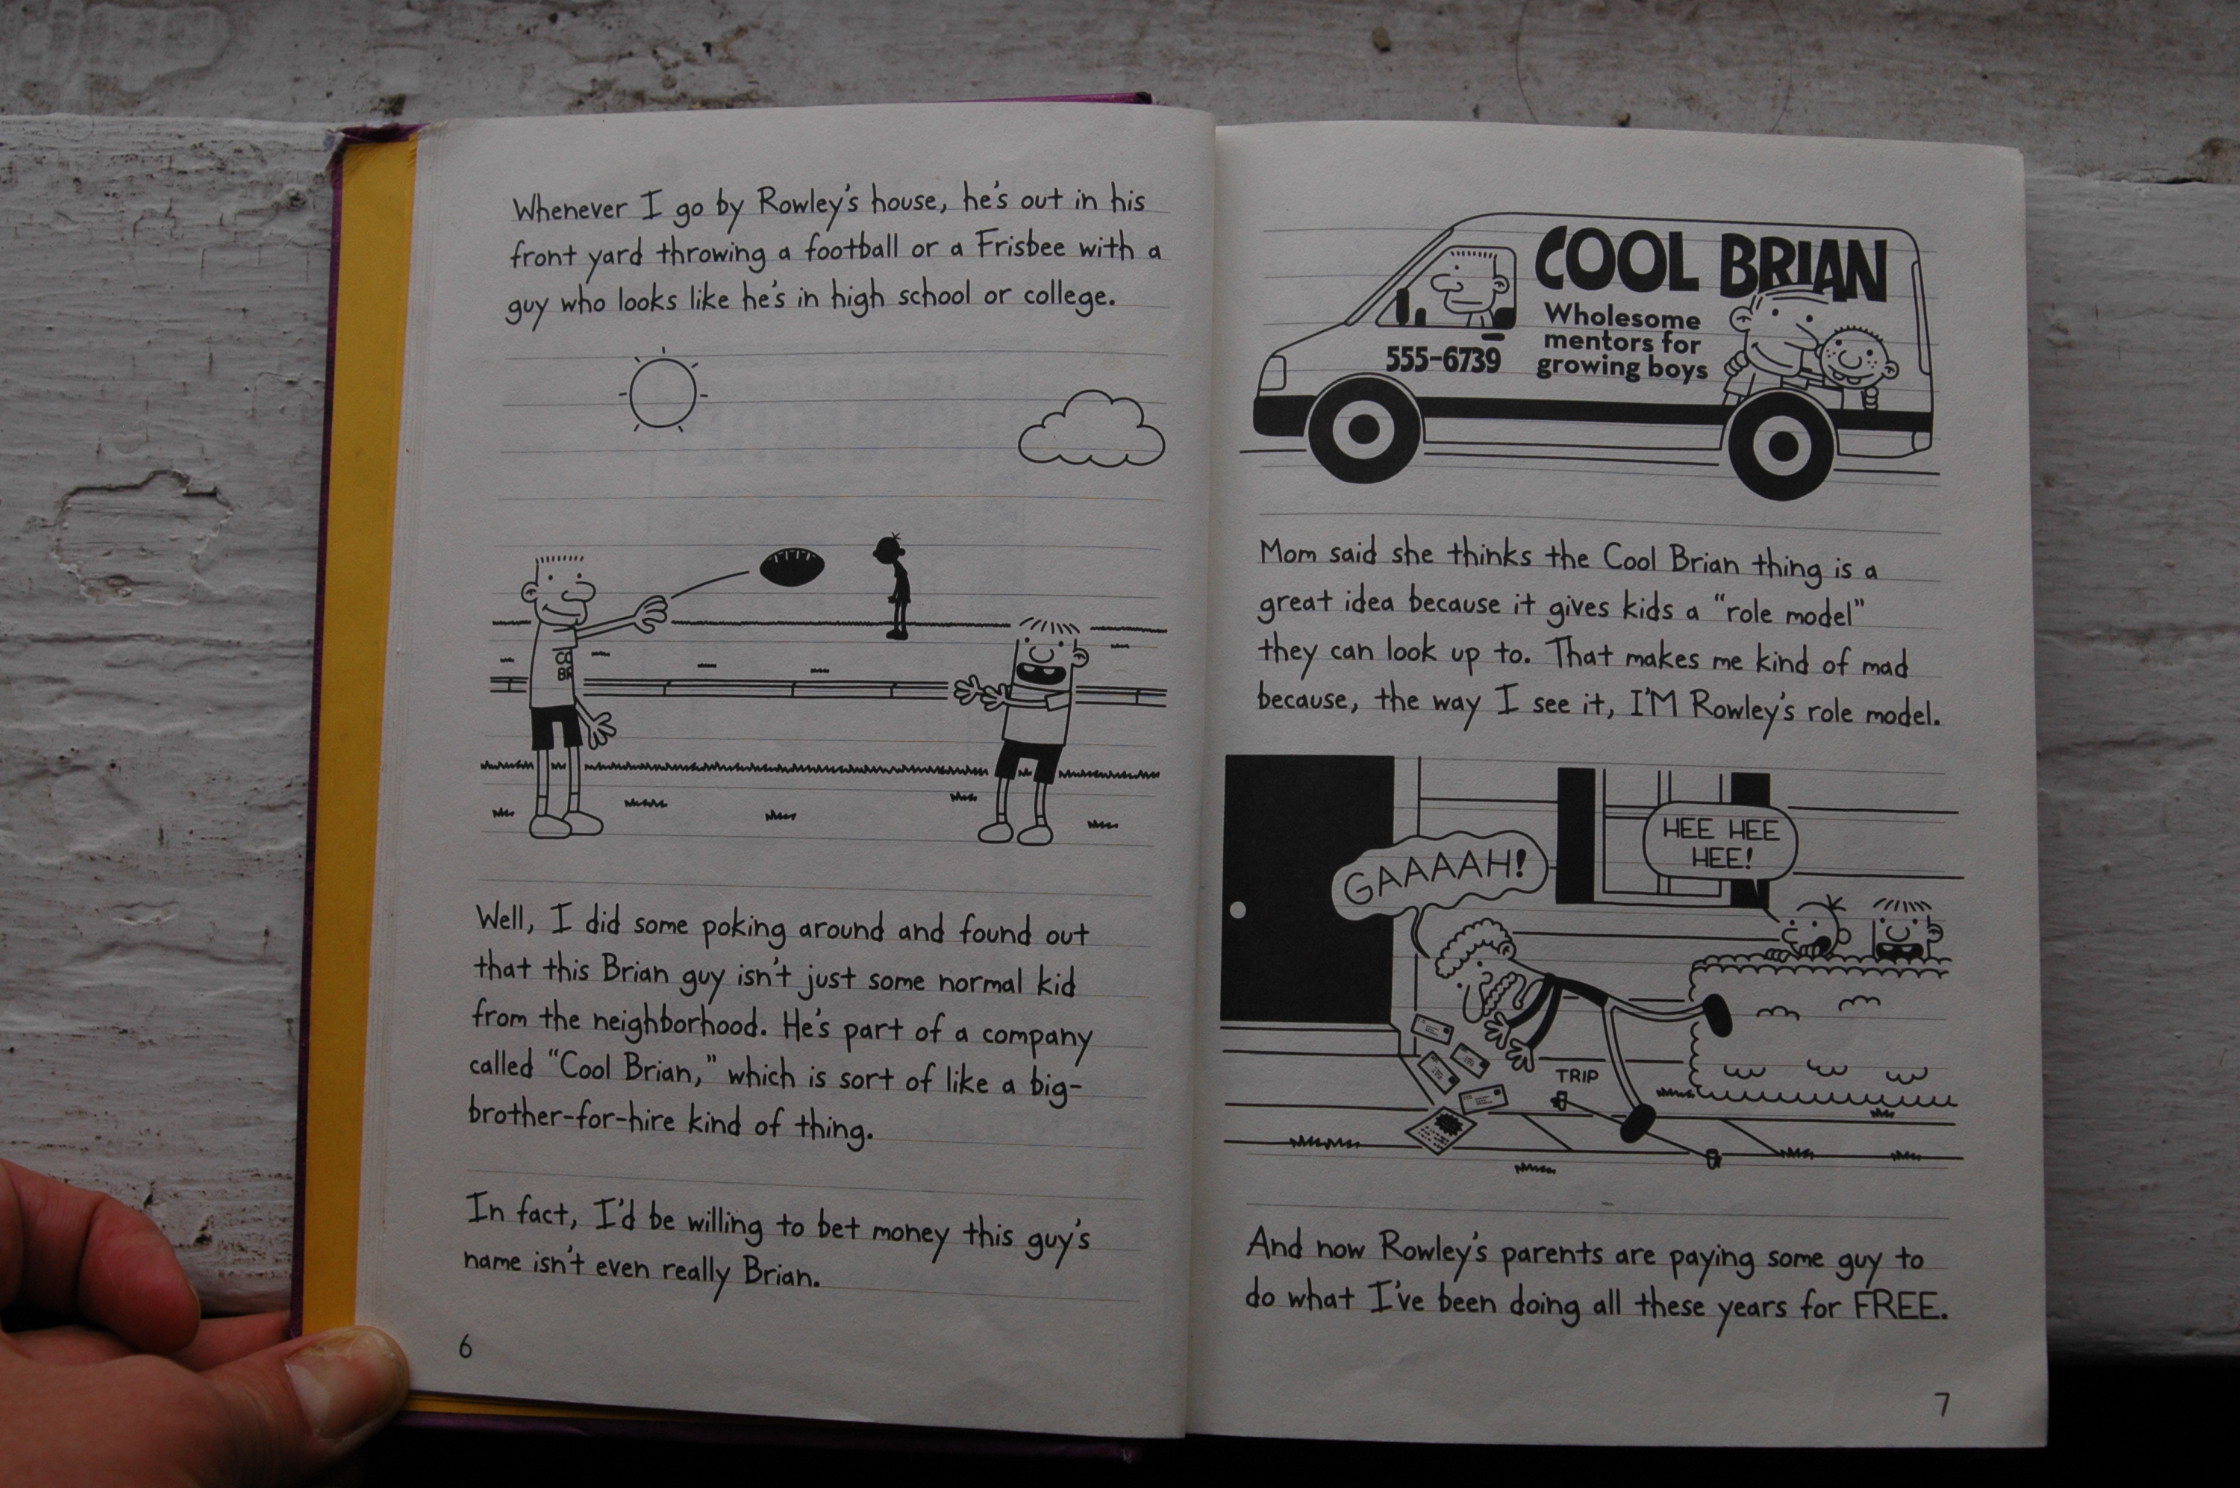 Whenever I go by Rowley's house, he's out in his
front yard throwing a football or a Frisbee with a
guy who looks like he's in high school or college.
CO
BR
Well, I did some poking around and found out
that this Brian guy isn't just some normal kid
from the neighborhood. He's part of a company
called "Cool Brian," which is sort of like a big-
brother-for-hire kind of thing.
In fact, I'd be willing to bet money this guy's
name isn't even really Brian.
6
COOL BRIAN
Wholesome
mentors for
growing boys
555-6739
Mom said she thinks the Cool Brian thing is a
great idea because it gives kids a "role model"
they can look up to. That makes me kind of mad
because, the way I see it, I'M Rowley's role model.
GAAAAH!
HEE HEE
HEE!
TRIP
And now Rowley's parents are paying some guy to
do what I've been doing all these years for FREE.
7